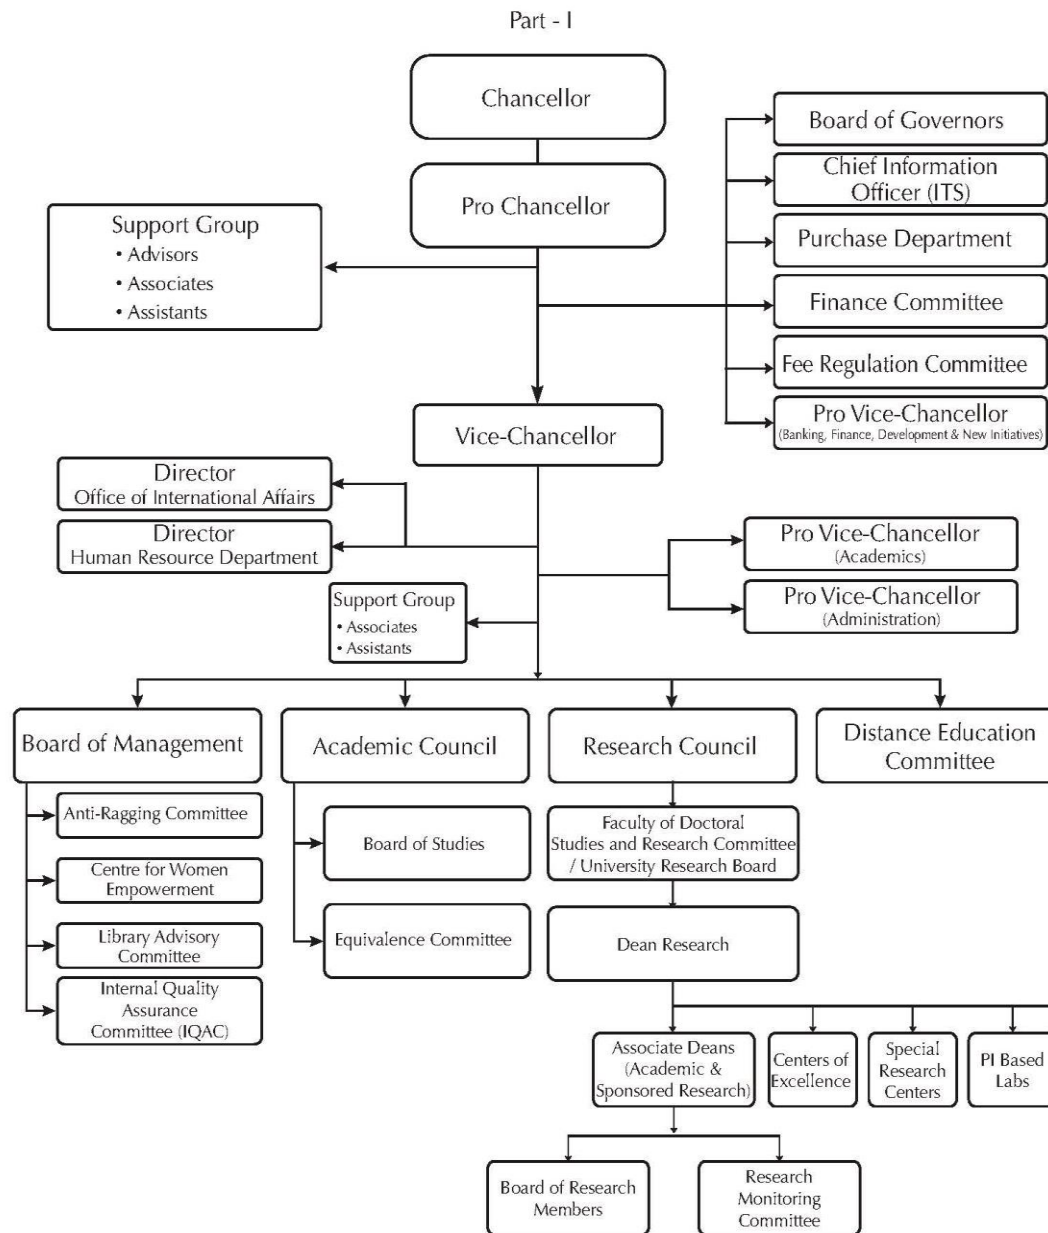 Part - I
Chancellor
Pro Chancellor
Support Group
• Advisors
• Associates
• Assistants
Board of Governors
Chief Information
Officer (ITS)
Purchase Department
Finance Committee
Fee Regulation Committee
Pro Vice-Chancellor
(Banking, Finance, Development & New Initiatives)
Vice-Chancellor
Director
Office of International Affairs
Director
Human Resource Department
Pro Vice-Chancellor
(Academics)
Pro Vice-Chancellor
(Administration)
Support Group
• Associates
• Assistants
Board of Management
Anti-Ragging Committee
Centre for Women
Empowerment
Library Advisory
Committee
Internal Quality
Assurance
Committee (IQAC)
Academic Council
Board of Studies
Equivalence Committee
Research Council
Faculty of Doctoral
Studies and Research Committee
/ University Research Board
Dean Research
Associate Deans
(Academic &
Sponsored Research)
Centers of
Excellence
Special
Research
Centers
PI Based
Labs
Board of Research
Members
Research
Monitoring
Committee
Distance Education
Committee